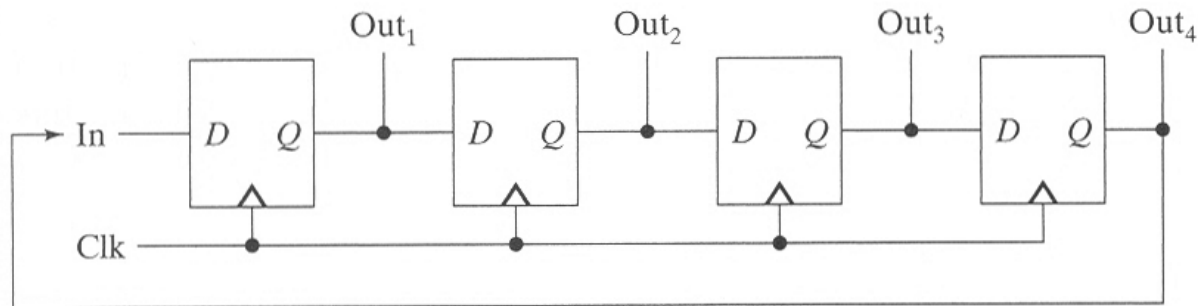 Out₁ Out₂ Out₃ Out₄
In D Q D Q D Q D Q
Clk